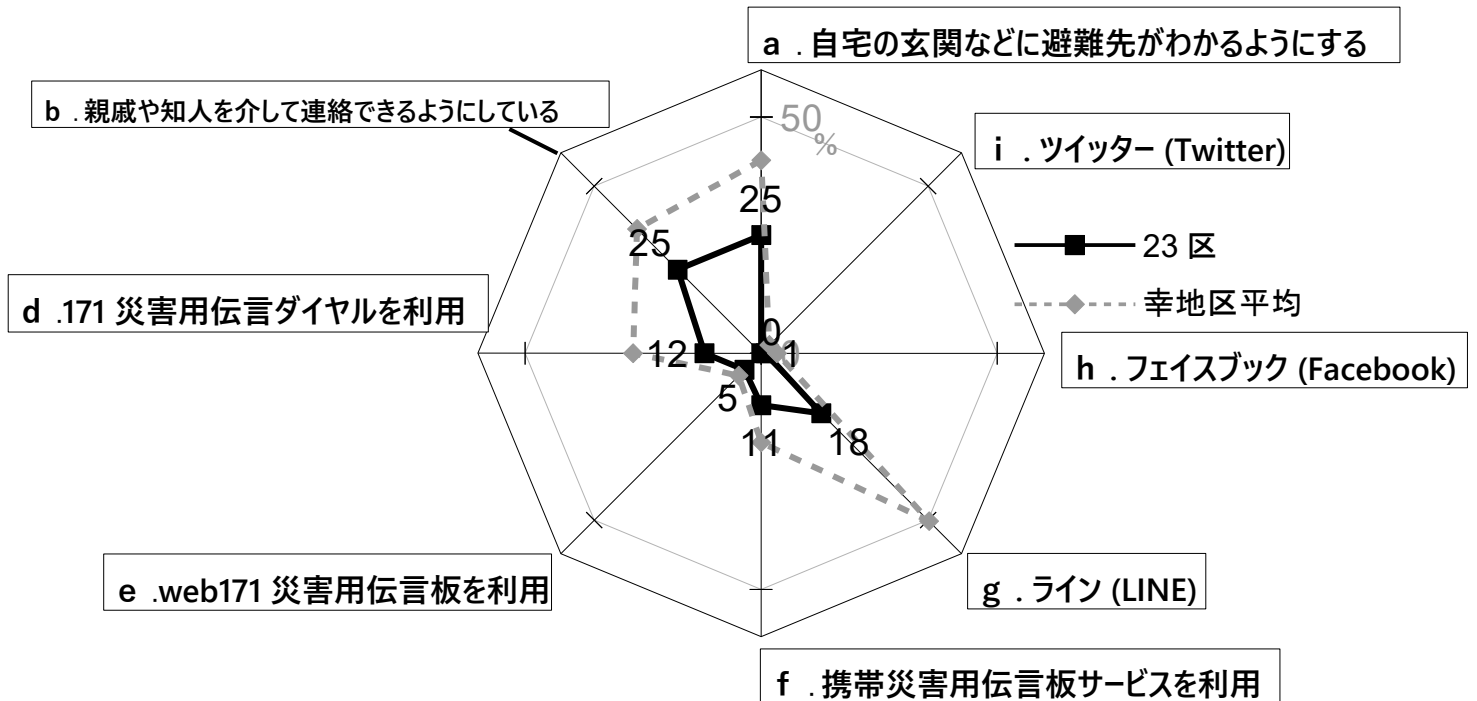 a .自宅の玄関などに避難先がわかるようにする
b .親戚や知人を介して連絡できるようにしている
50
%
i .ツイッター (Twitter)
25
25
23 区
d .171 災害用伝言ダイヤルを利用
幸地区平均
12
0
1
h .フェイスブック (Facebook)
5
11
18
e .web171 災害用伝言板を利用
g .ライン (LINE)
f .携帯災害用伝言板サービスを利用